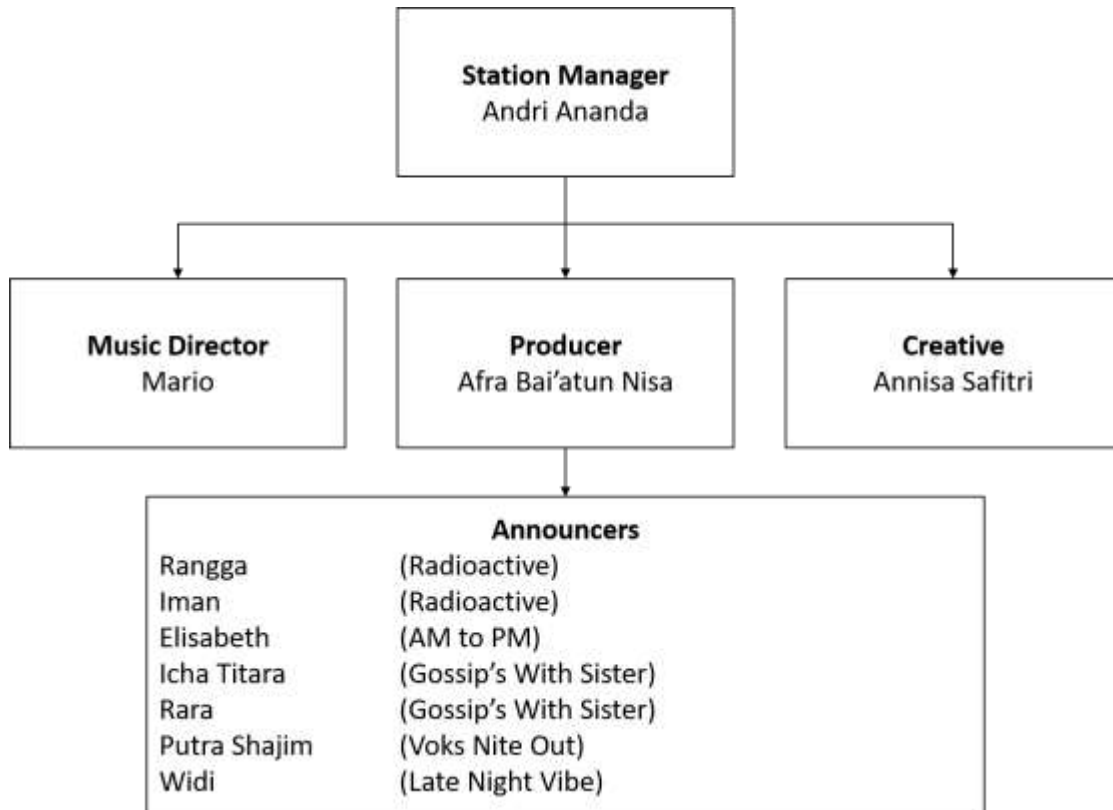 Station Manager
Andri Ananda
Music Director
Mario
Producer
Afra Bai’atun Nisa
Creative
Annisa Safitri
Announcers
Rangga (Radioactive)
Iman (Radioactive)
Elisabeth (AM to PM)
Icha Titara (Gossip’s With Sister)
Rara (Gossip’s With Sister)
Putra Shajim (Voks Nite Out)
Widi (Late Night Vibe)